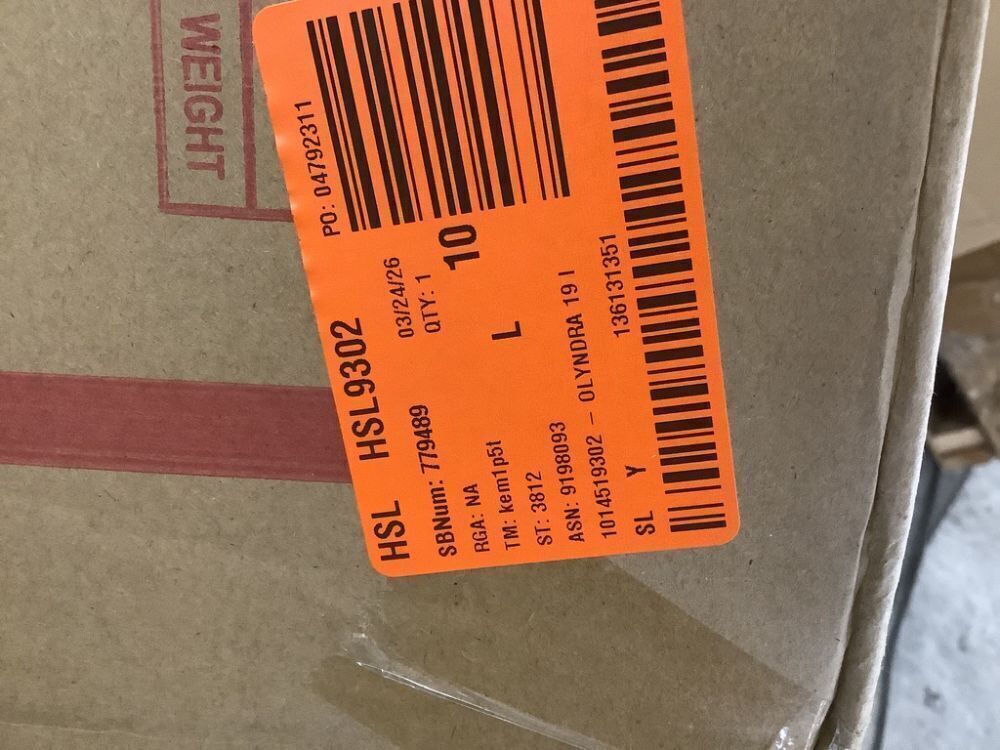 WEIGHT
PO: 04792311
HSL HSL9302
03/24/26
SBNum: 779489
QTY: 1
10
RGA: NA
TM: kem1p5t
L
ST: 3812
ASN: 9198093
1014519302 – OLYNDRA 19 I
SL Y
136131351